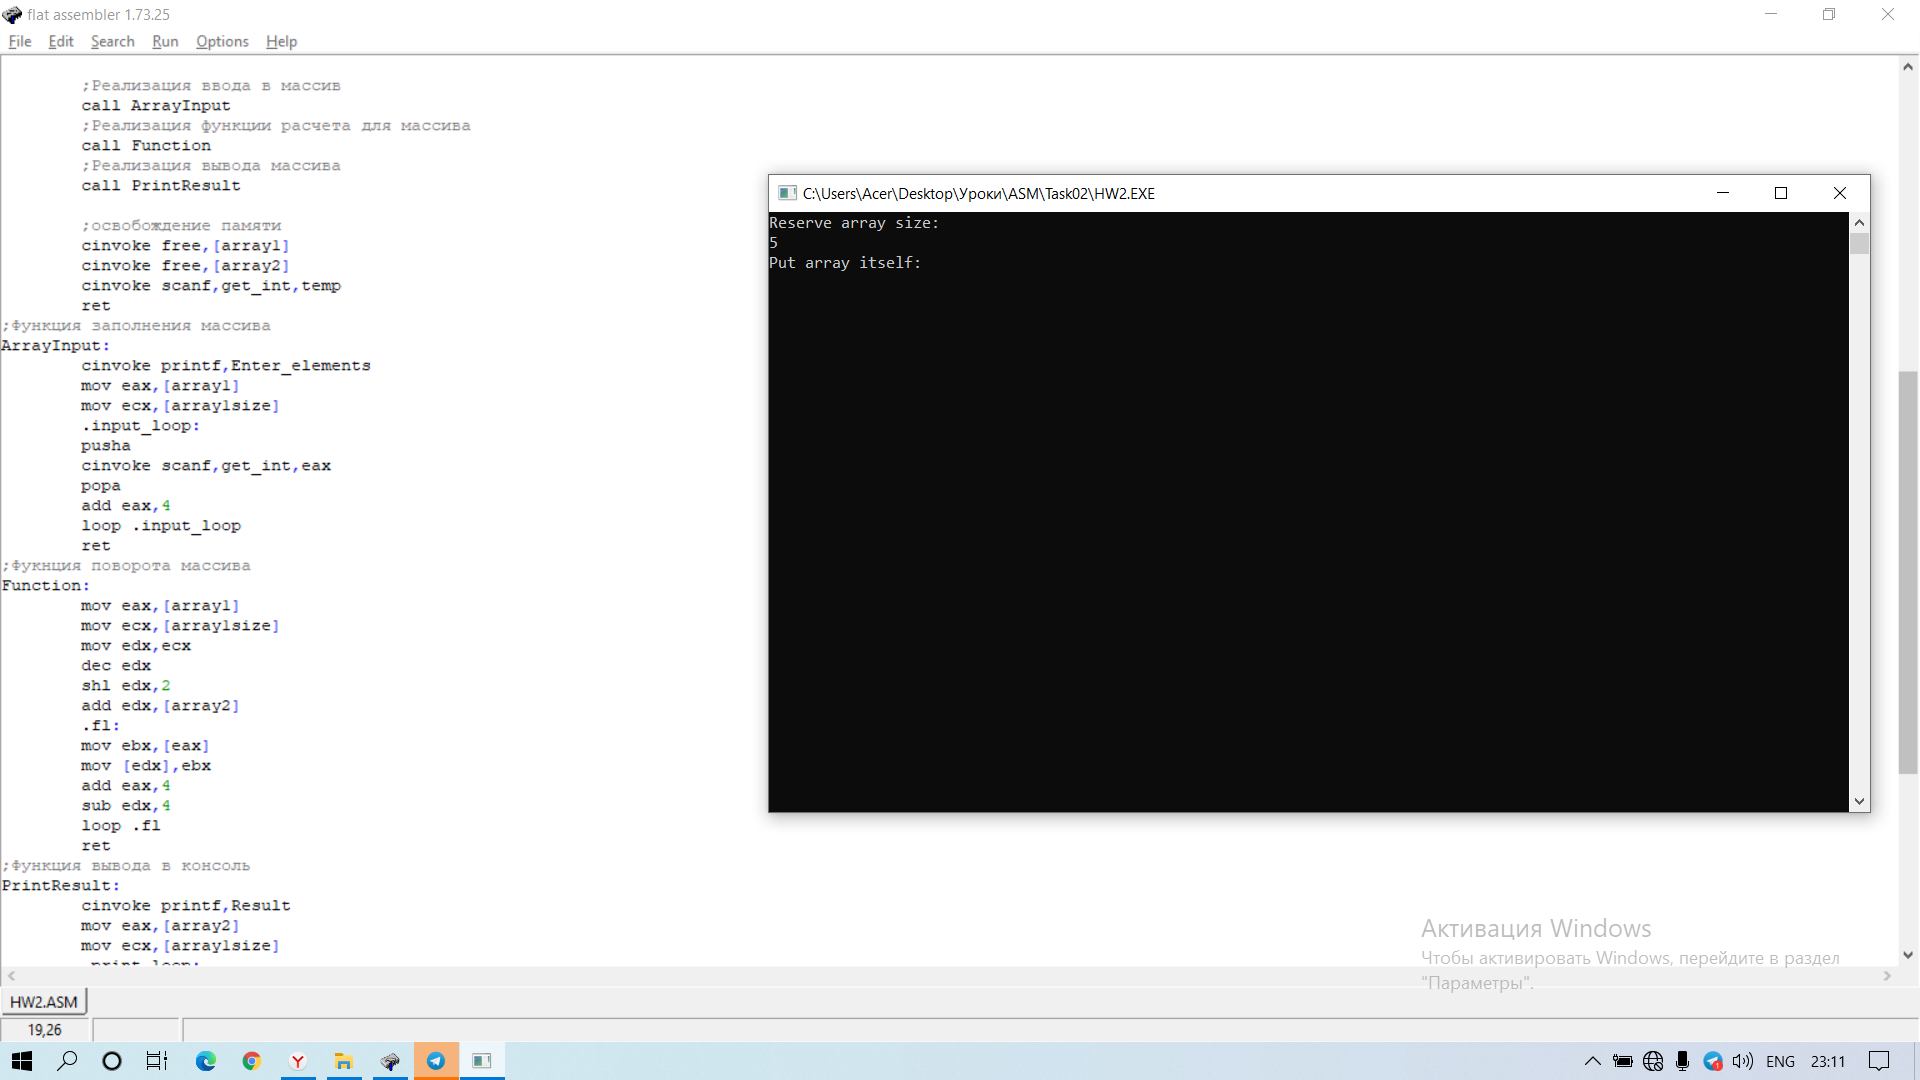 flat assembler 1.73.25
File Edit Search Run Options Help
;Реализация ввода в массив
call ArrayInput
;Реализация функции расчета для массива
call Function
;Реализация вывода массива
call PrintResult
;освобождение памяти
cinvoke free,[array1]
cinvoke free,[array2]
cinvoke scanf,get_int,temp
ret
;Функция заполнения массива
ArrayInput:
cinvoke printf,Enter_elements
mov eax,[array1]
mov ecx,[array1size]
.input_loop:
pusha
cinvoke scanf,get_int,eax
popa
add eax,4
loop .input_loop
ret
;Фукнция поворота массива
Function:
mov eax,[array1]
mov ecx,[array1size]
mov edx,ecx
dec edx
shl edx,2
add edx,[array2]
.fl:
mov ebx,[eax]
mov [edx],ebx
add eax,4
sub edx,4
loop .fl
ret
;Функция вывода в консоль
PrintResult:
cinvoke printf,Result
mov eax,[array2]
mov ecx,[array1size]
.print_loop:
HW2.ASM
19,26
C:\Users\Acer\Desktop\Уроки\ASM\Task02\HW2.EXE
Reserve array size:
5
Put array itself:
Активация Windows
Чтобы активировать Windows, перейдите в раздел
"Параметры".
ENG 23:11